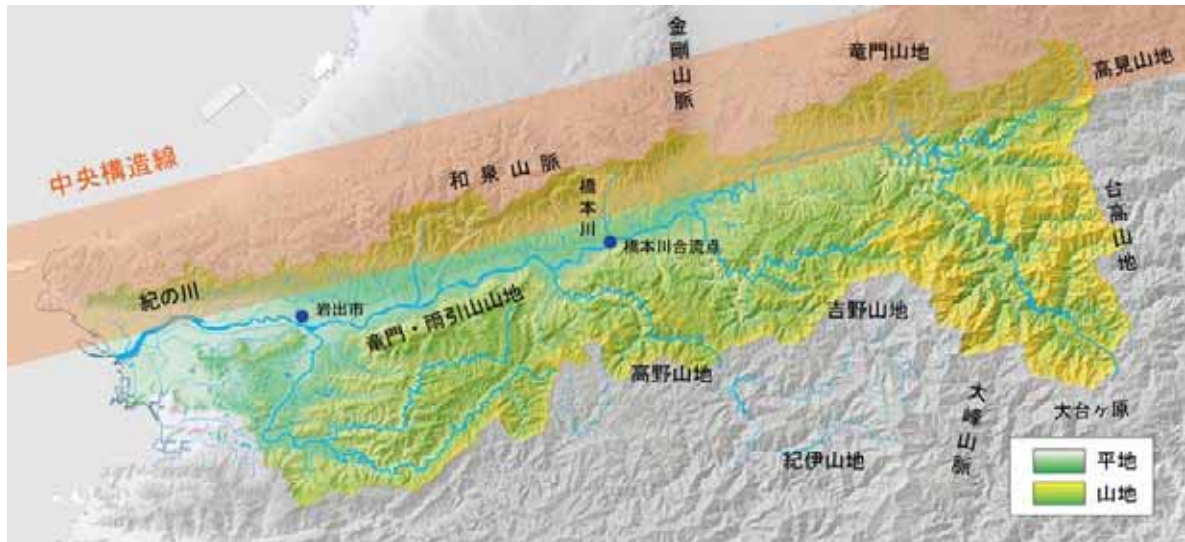 金剛山脈
竜門山地
高見山地
中央構造線
和泉山脈
橋本川
台高山地
橋本川合流点
紀の川
岩出市
竜門・雨引山山地
吉野山地
高野山地
大峰山脈
大台ヶ原
紀伊山地
平地
山地